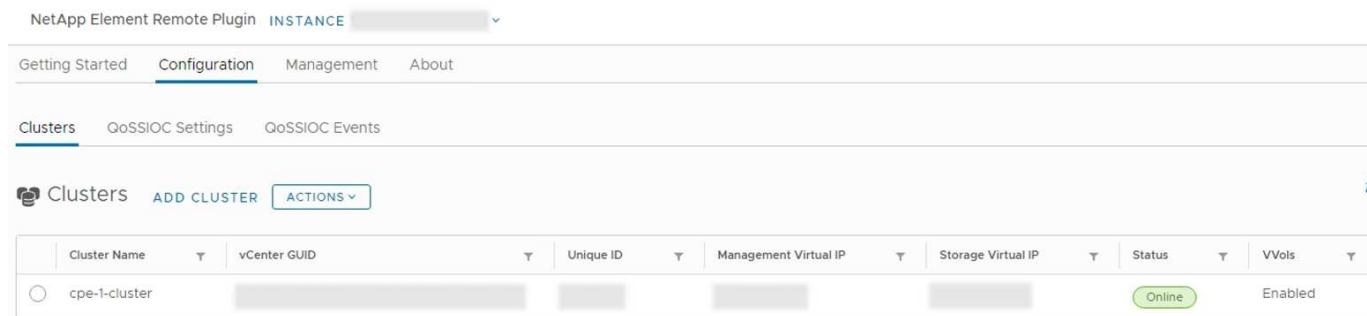 NetApp Element Remote Plugin INSTANCE
Getting Started Configuration Management About
Clusters QoSSIOC Settings QoSSIOC Events
Clusters ADD CLUSTER ACTIONS
Cluster Name vCenter GUID Unique ID Management Virtual IP Storage Virtual IP Status VVols
cpe-1-cluster Online Enabled